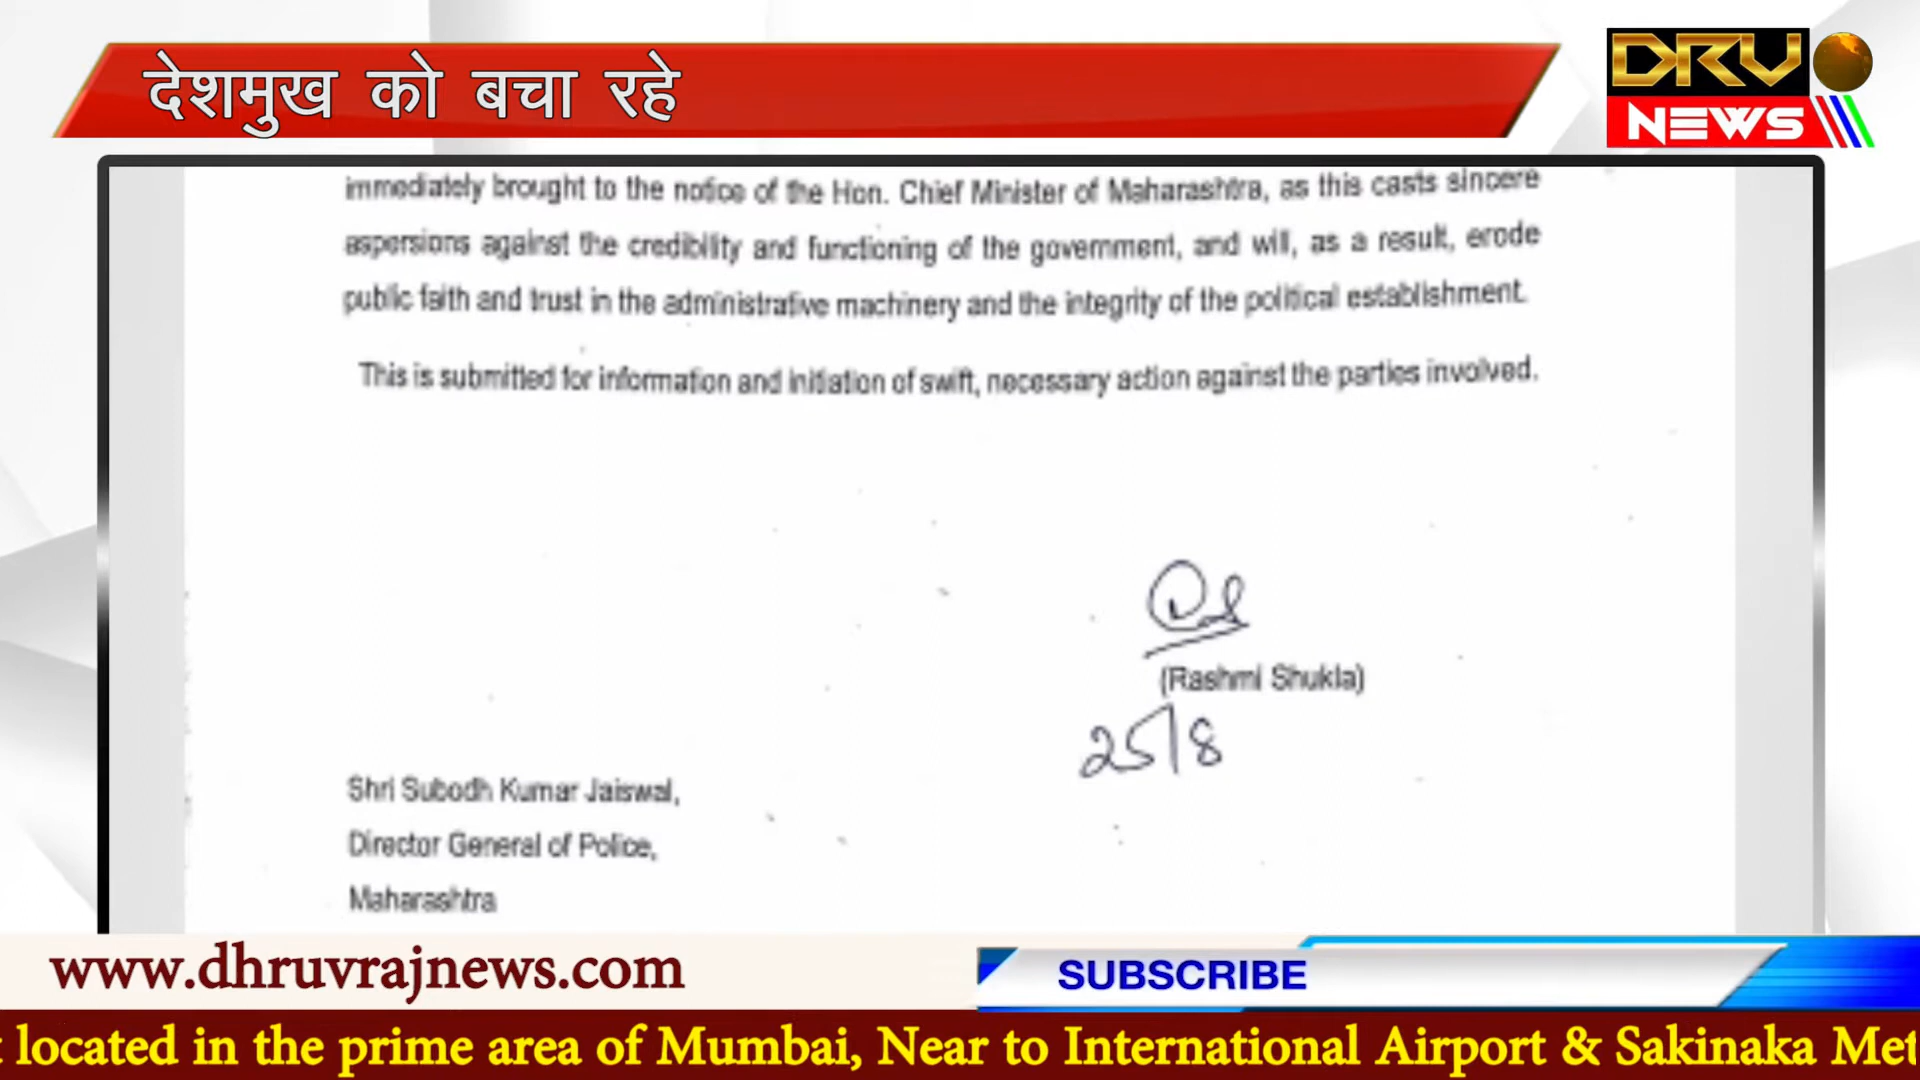 देशमुख को बचा रहे
DRV
NEWS
immediately brought to the notice of the Hon. Chief Minister of Maharashtra, as this casts sincere
aspersions against the credibility and functioning of the government, and will, as a result, erode
public faith and trust in the administrative machinery and the integrity of the political establishment.
This is submitted for information and initiation of swift, necessary action against the parties involved.
(Rashmi Shukla)
25/8
Shri Subodh Kumar Jaiswal,
Director General of Police,
Maharashtra
www.dhruvrajnews.com
SUBSCRIBE
located in the prime area of Mumbai, Near to International Airport & Sakinaka Met